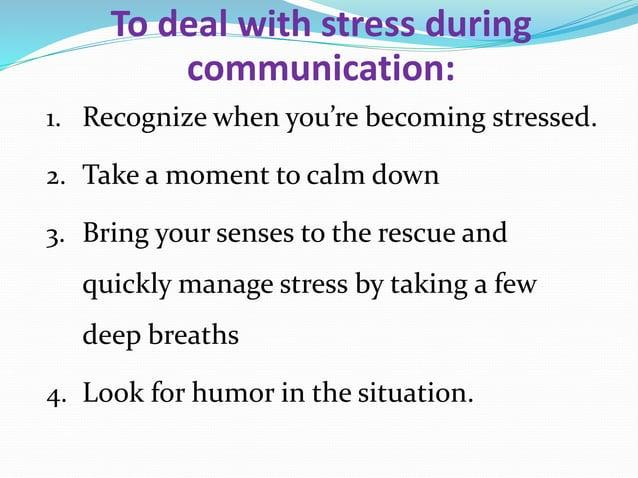 To deal with stress during
communication:
1. Recognize when you’re becoming stressed.
2. Take a moment to calm down
3. Bring your senses to the rescue and
quickly manage stress by taking a few
deep breaths
4. Look for humor in the situation.